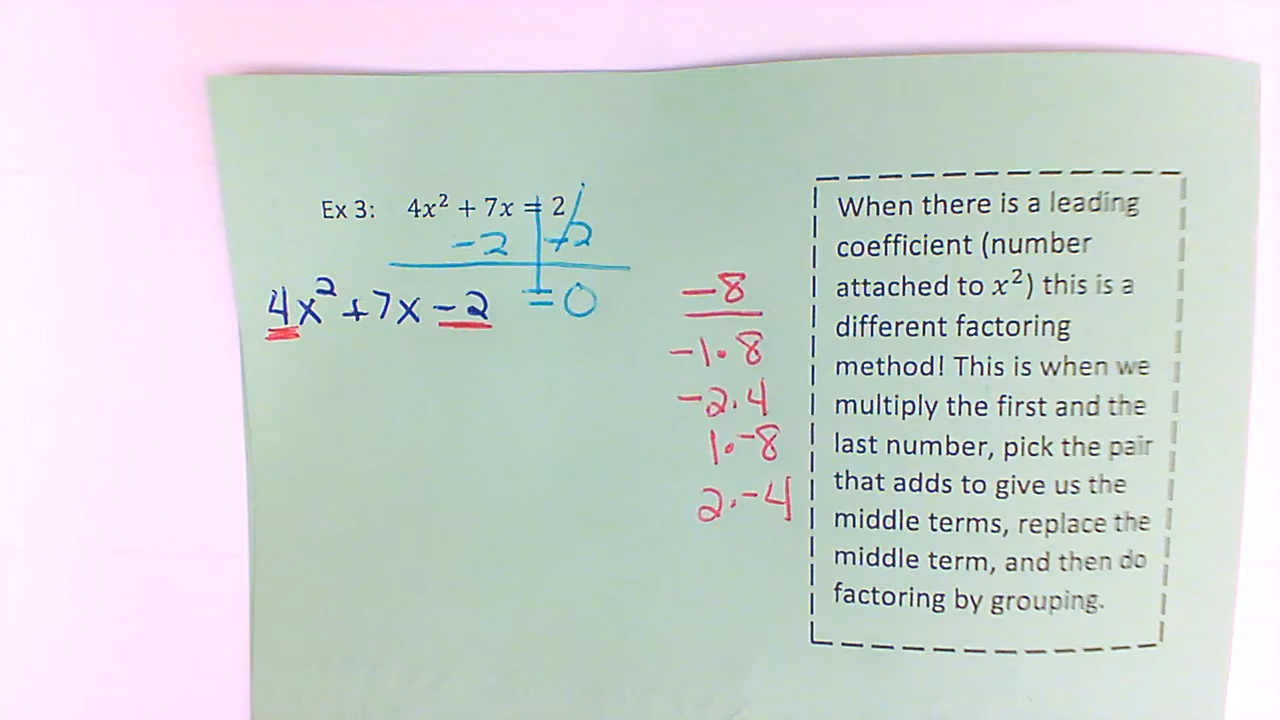 Ex 3: 4x² + 7x = 2
-2 -2
4x² + 7x - 2 = 0
-8
-1 · 8
-2 · 4
1 · -8
2 · -4
When there is a leading
coefficient (number
attached to x²) this is a
different factoring
method! This is when we
multiply the first and the
last number, pick the pair
that adds to give us the
middle terms, replace the
middle term, and then do
factoring by grouping.